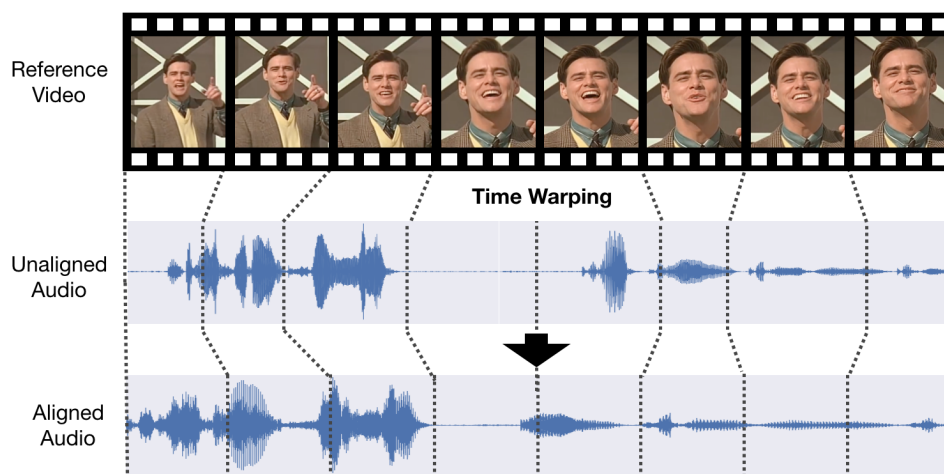 Reference
Video
Time Warping
Unaligned
Audio
Aligned
Audio